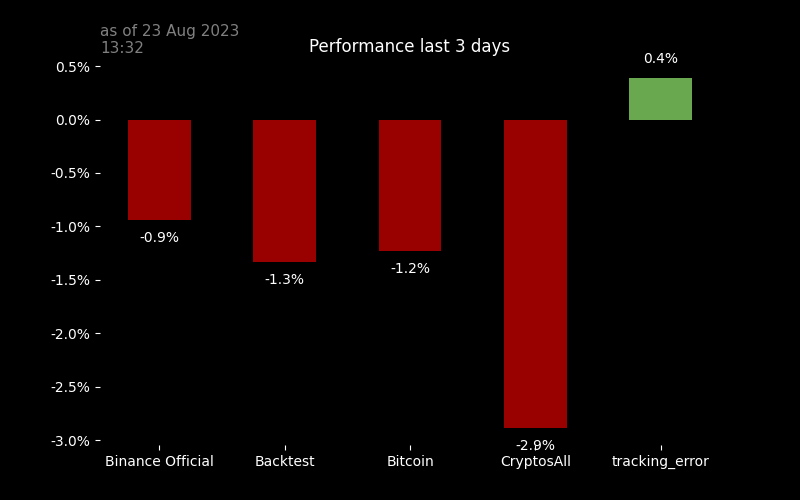 as of 23 Aug 2023
13:32
Performance last 3 days
0.5%
0.0%
-0.5%
-1.0%
-1.5%
-2.0%
-2.5%
-3.0%
-0.9%
-1.3%
-1.2%
-2.9%
0.4%
Binance Official
Backtest
Bitcoin
CryptosAll
tracking_error